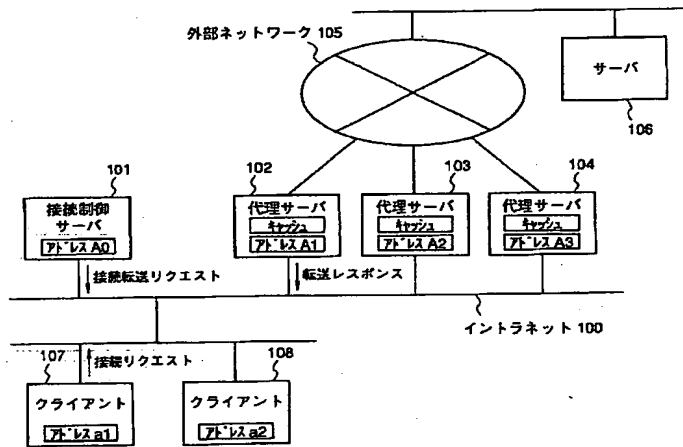 外部ネットワーク 105
サーバ
106
101
接続制御
サーバ
アドレス A0
102
代理サーバ
キャッシュ
アドレス A1
103
代理サーバ
キャッシュ
アドレス A2
104
代理サーバ
キャッシュ
アドレス A3
接続転送リクエスト
転送レスポンス
イントラネット 100
107
接続リクエスト
108
クライアント
アドレス a1
クライアント
アドレス a2